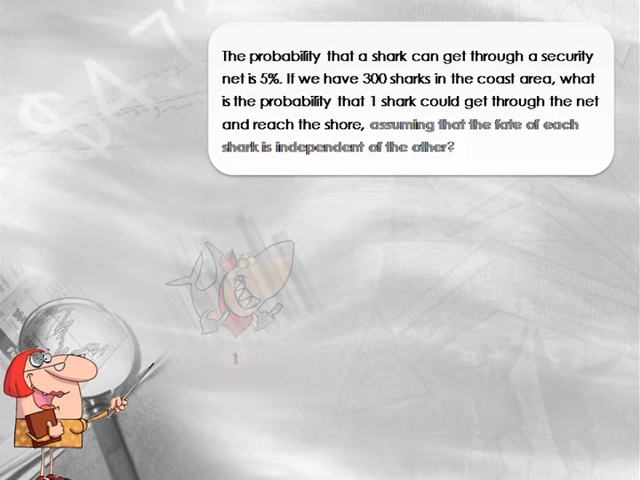 The probability that a shark can get through a security
net is 5%. If we have 300 sharks in the coast area, what
is the probability that 1 shark could get through the net
and reach the shore, assuming that the fate of each
shark is independent of the other?
1